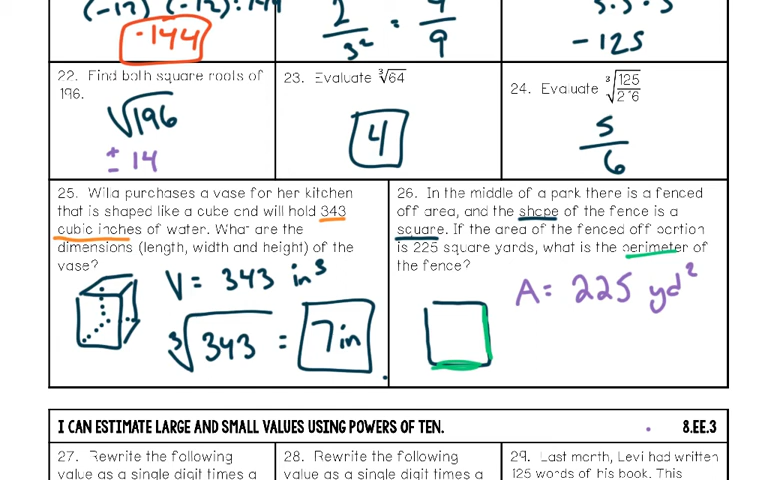 (-12) (-12) = 144
-144
2
3²
=
4
9
5·5·5
-125
22. Find both square roots of
196.
√196
± 14
23. Evaluate ∛64
4
24. Evaluate ∛125/216
5
6
25. Willa purchases a vase for her kitchen
that is shaped like a cube and will hold 343
cubic inches of water. What are the
dimensions (length, width and height) of the
vase?
V = 343 in³
∛343 = 7in
26. In the middle of a park there is a fenced
off area, and the shape of the fence is a
square. If the area of the fenced off portion
is 225 square yards, what is the perimeter of
the fence?
A = 225 yd²
I CAN ESTIMATE LARGE AND SMALL VALUES USING POWERS OF TEN. 8.EE.3
27. Rewrite the following
value as a single digit times a
28. Rewrite the following
value as a single digit times a
29. Last month, Levi had written
125 words of his book. This